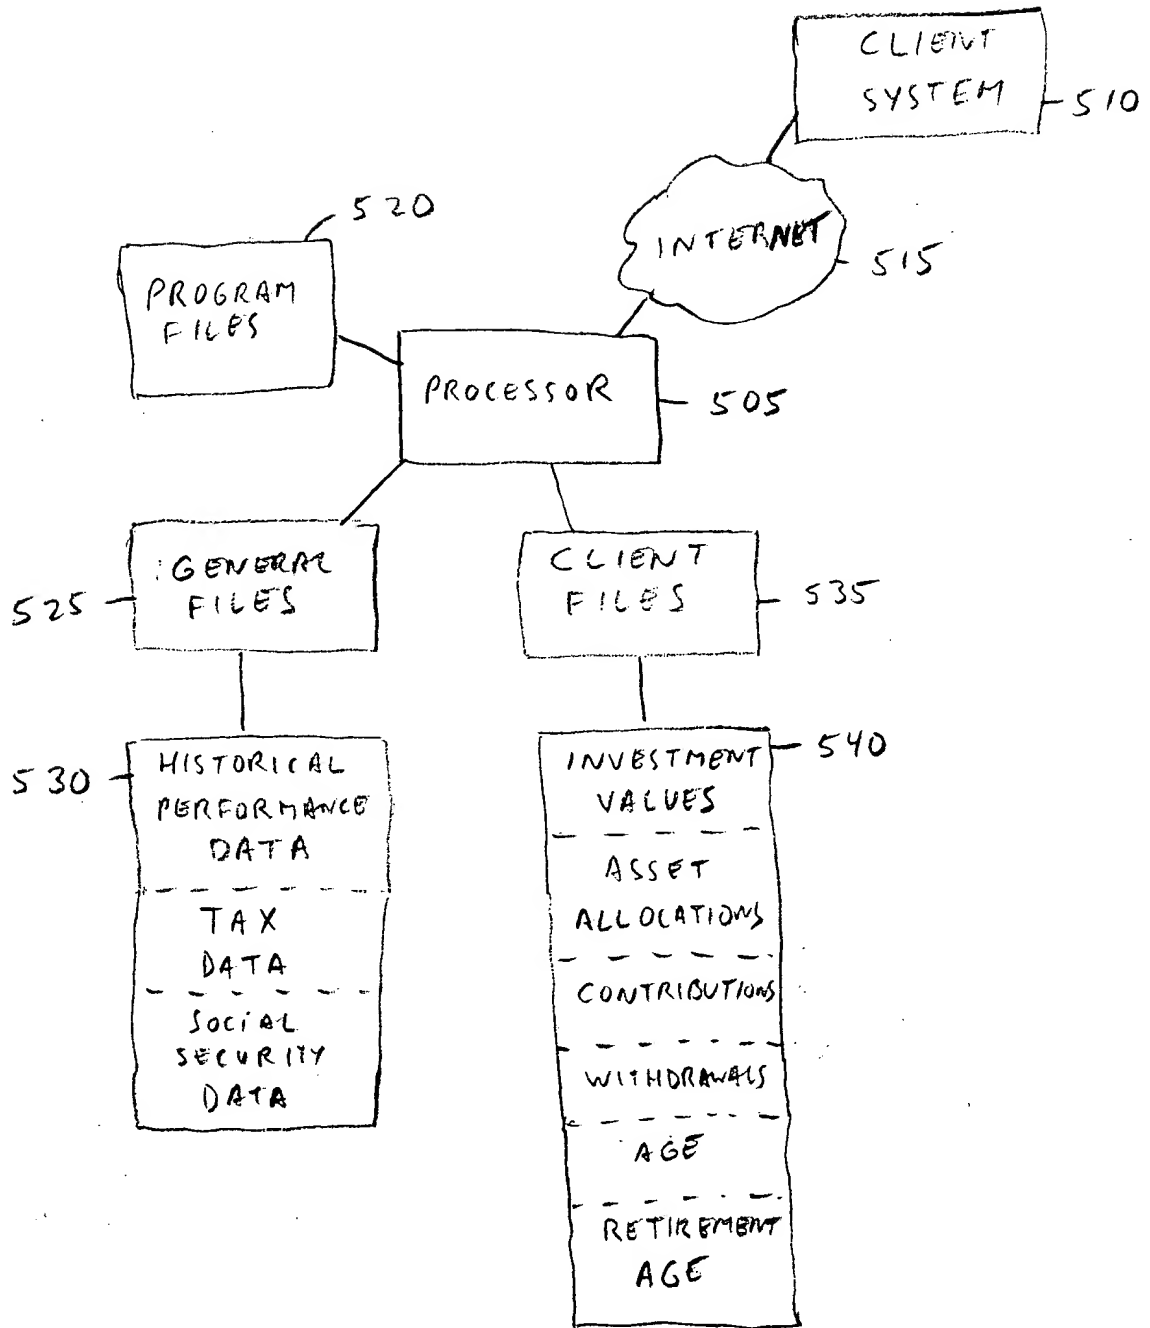 CLIENT
SYSTEM
510
520
INTERNET
515
PROGRAM
FILES
PROCESSOR
505
GENERAL
FILES
525
CLIENT
FILES
535
530
HISTORICAL
PERFORMANCE
DATA
TAX
DATA
SOCIAL
SECURITY
DATA
INVESTMENT
VALUES
540
ASSET
ALLOCATIONS
CONTRIBUTIONS
WITHDRAWALS
AGE
RETIREMENT
AGE